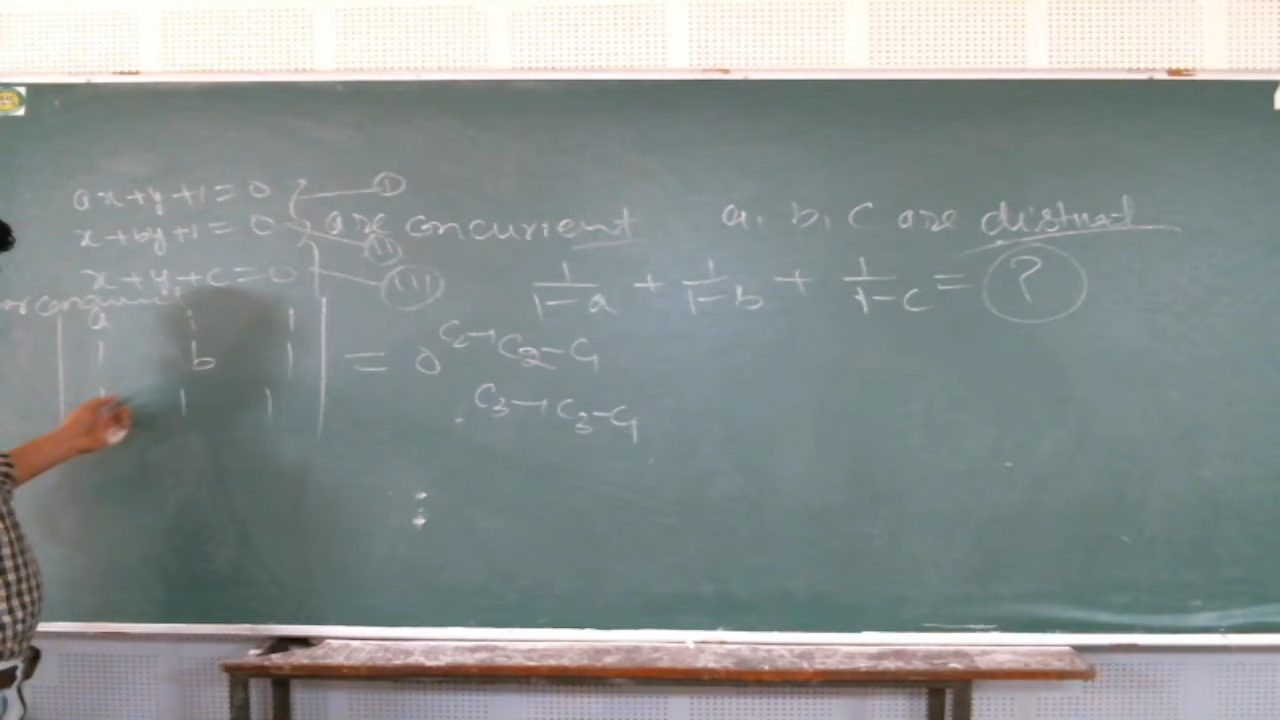 ax+y+1=0 (I)
x+by+1=0 are concurrent (II) a, b, c are distinct
x+y+c=0 (III)
1/1-a + 1/1-b + 1/1-c = ?
a 1 1
1 b 1 = 0 C2→C2-C1
1 1 1 C3→C3-C1